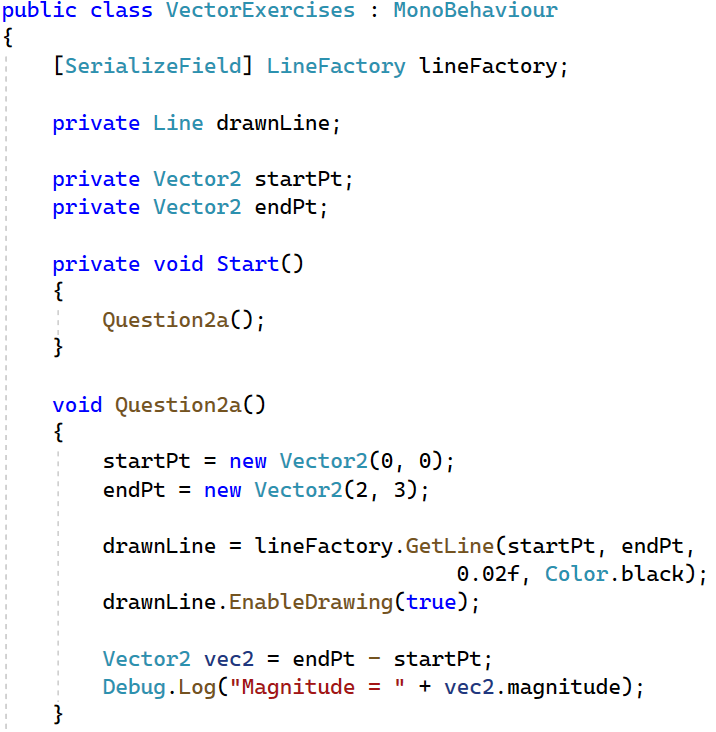 public class VectorExercises : MonoBehaviour
{
    [SerializeField] LineFactory lineFactory;

    private Line drawnLine;

    private Vector2 startPt;
    private Vector2 endPt;

    private void Start()
    {
        Question2a();
    }

    void Question2a()
    {
        startPt = new Vector2(0, 0);
        endPt = new Vector2(2, 3);

        drawnLine = lineFactory.GetLine(startPt, endPt,
                                    0.02f, Color.black);
        drawnLine.EnableDrawing(true);

        Vector2 vec2 = endPt - startPt;
        Debug.Log("Magnitude = " + vec2.magnitude);
    }